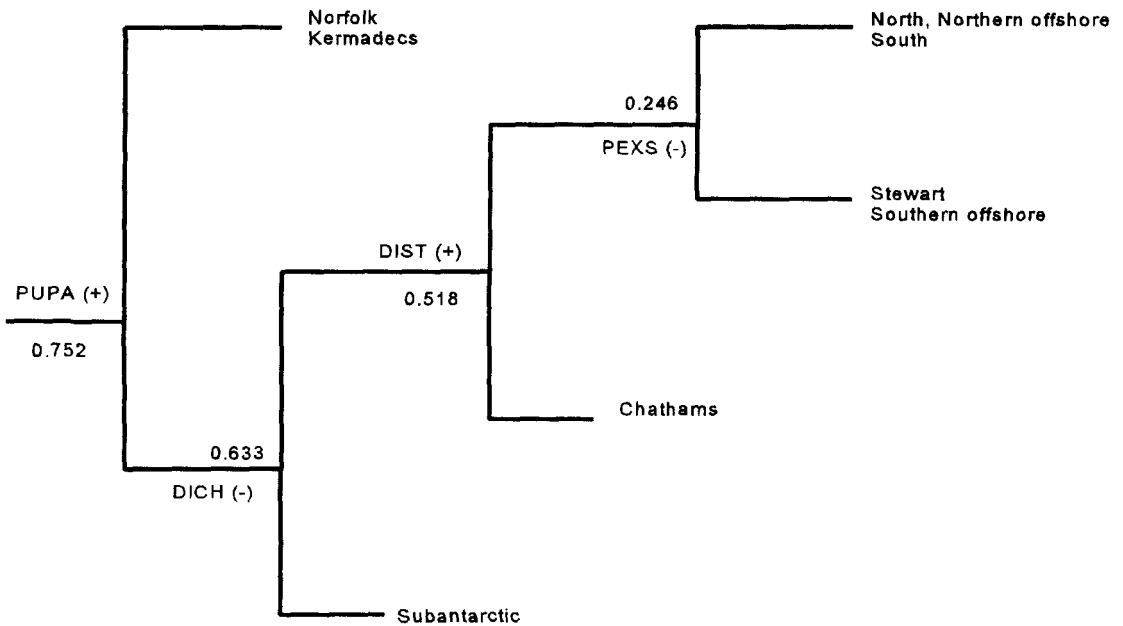 Norfolk
Kermadecs
North, Northern offshore
South
0.246
PEXS (-)
Stewart
Southern offshore
DIST (+)
0.518
PUPA (+)
0.752
Chathams
0.633
DICH (-)
Subantarctic